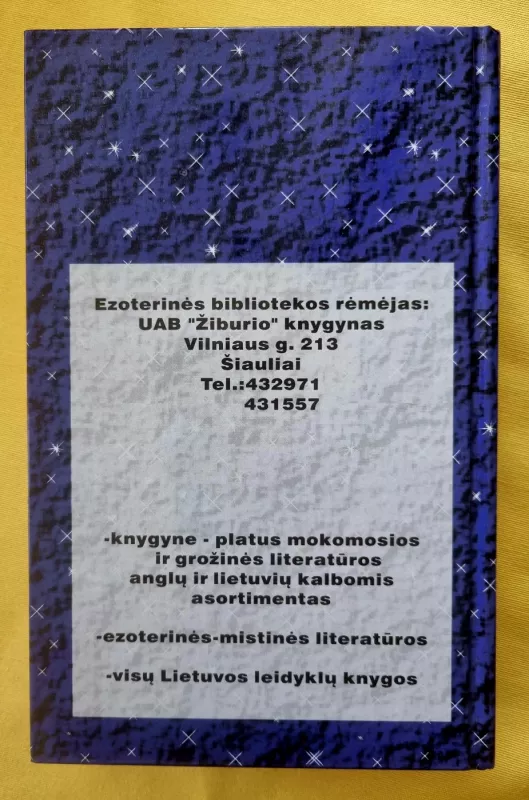 Ezoterinės bibliotekos rėmėjas:
UAB "Žiburio" knygynas
Vilniaus g. 213
Šiauliai
Tel.:432971
431557
-knygyne - platus mokomosios
ir grožinės literatūros
anglų ir lietuvių kalbomis
asortimentas
-ezoterinės-mistinės literatūros
-visų Lietuvos leidyklų knygos